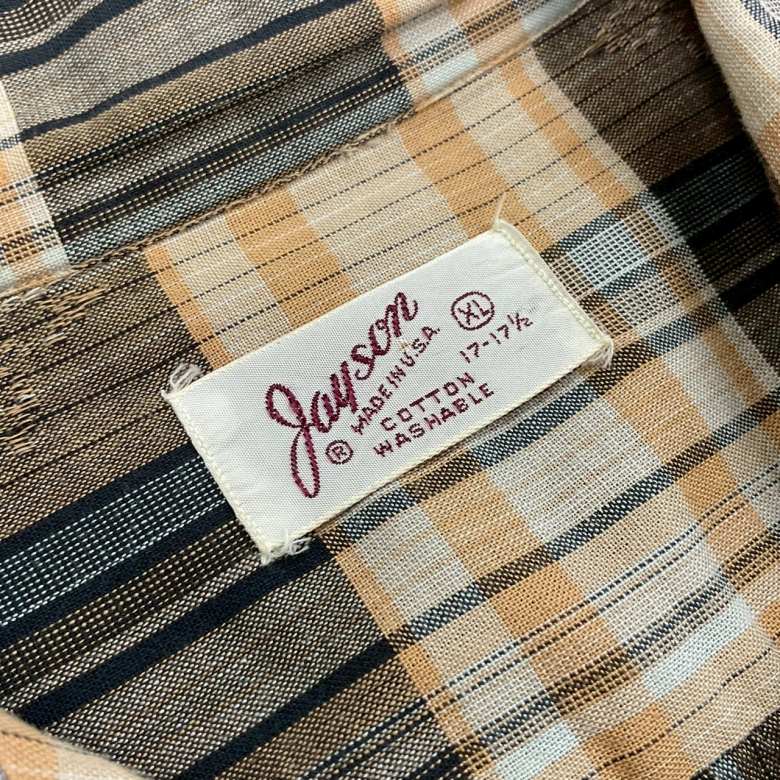 Jayson XL
® MADE IN U.S.A. 17-17½
COTTON
WASHABLE